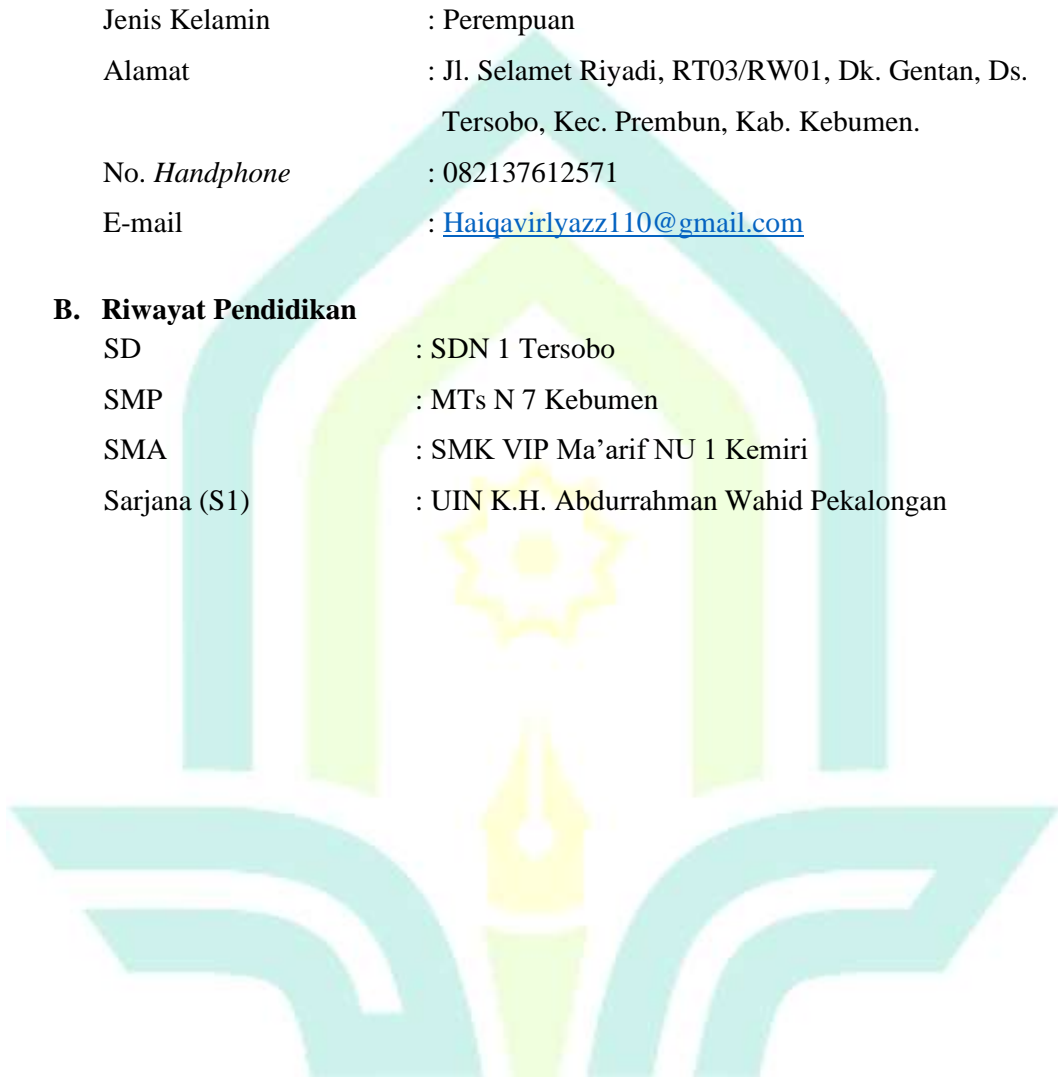 Jenis Kelamin : Perempuan
Alamat : Jl. Selamet Riyadi, RT03/RW01, Dk. Gentan, Ds.
Tersobo, Kec. Prembun, Kab. Kebumen.
No. Handphone : 082137612571
E-mail : Haiqavirlyazz110@gmail.com
B. Riwayat Pendidikan
SD : SDN 1 Tersobo
SMP : MTs N 7 Kebumen
SMA : SMK VIP Ma’arif NU 1 Kemiri
Sarjana (S1) : UIN K.H. Abdurrahman Wahid Pekalongan